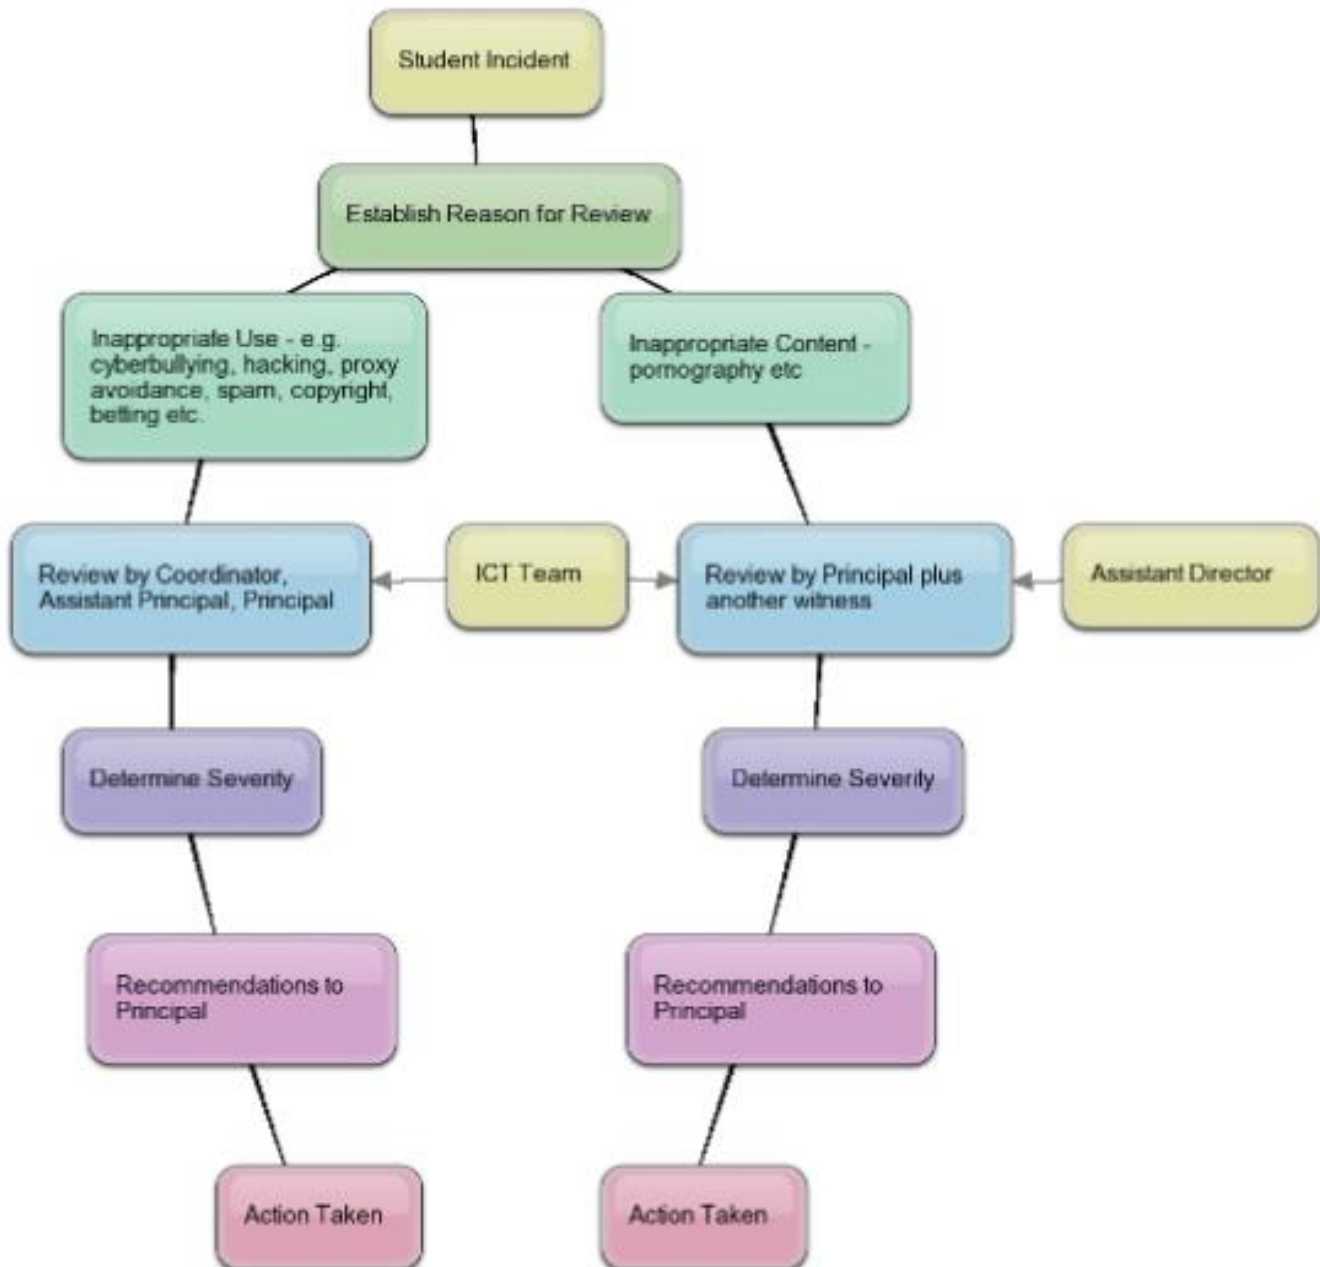 Student Incident
Establish Reason for Review
Inappropriate Use - e.g.
cyberbullying, hacking, proxy
avoidance, spam, copyright,
betting etc.
Inappropriate Content -
pornography etc
Review by Coordinator,
Assistant Principal, Principal
ICT Team
Review by Principal plus
another witness
Assistant Director
Determine Severity
Determine Severity
Recommendations to
Principal
Recommendations to
Principal
Action Taken
Action Taken